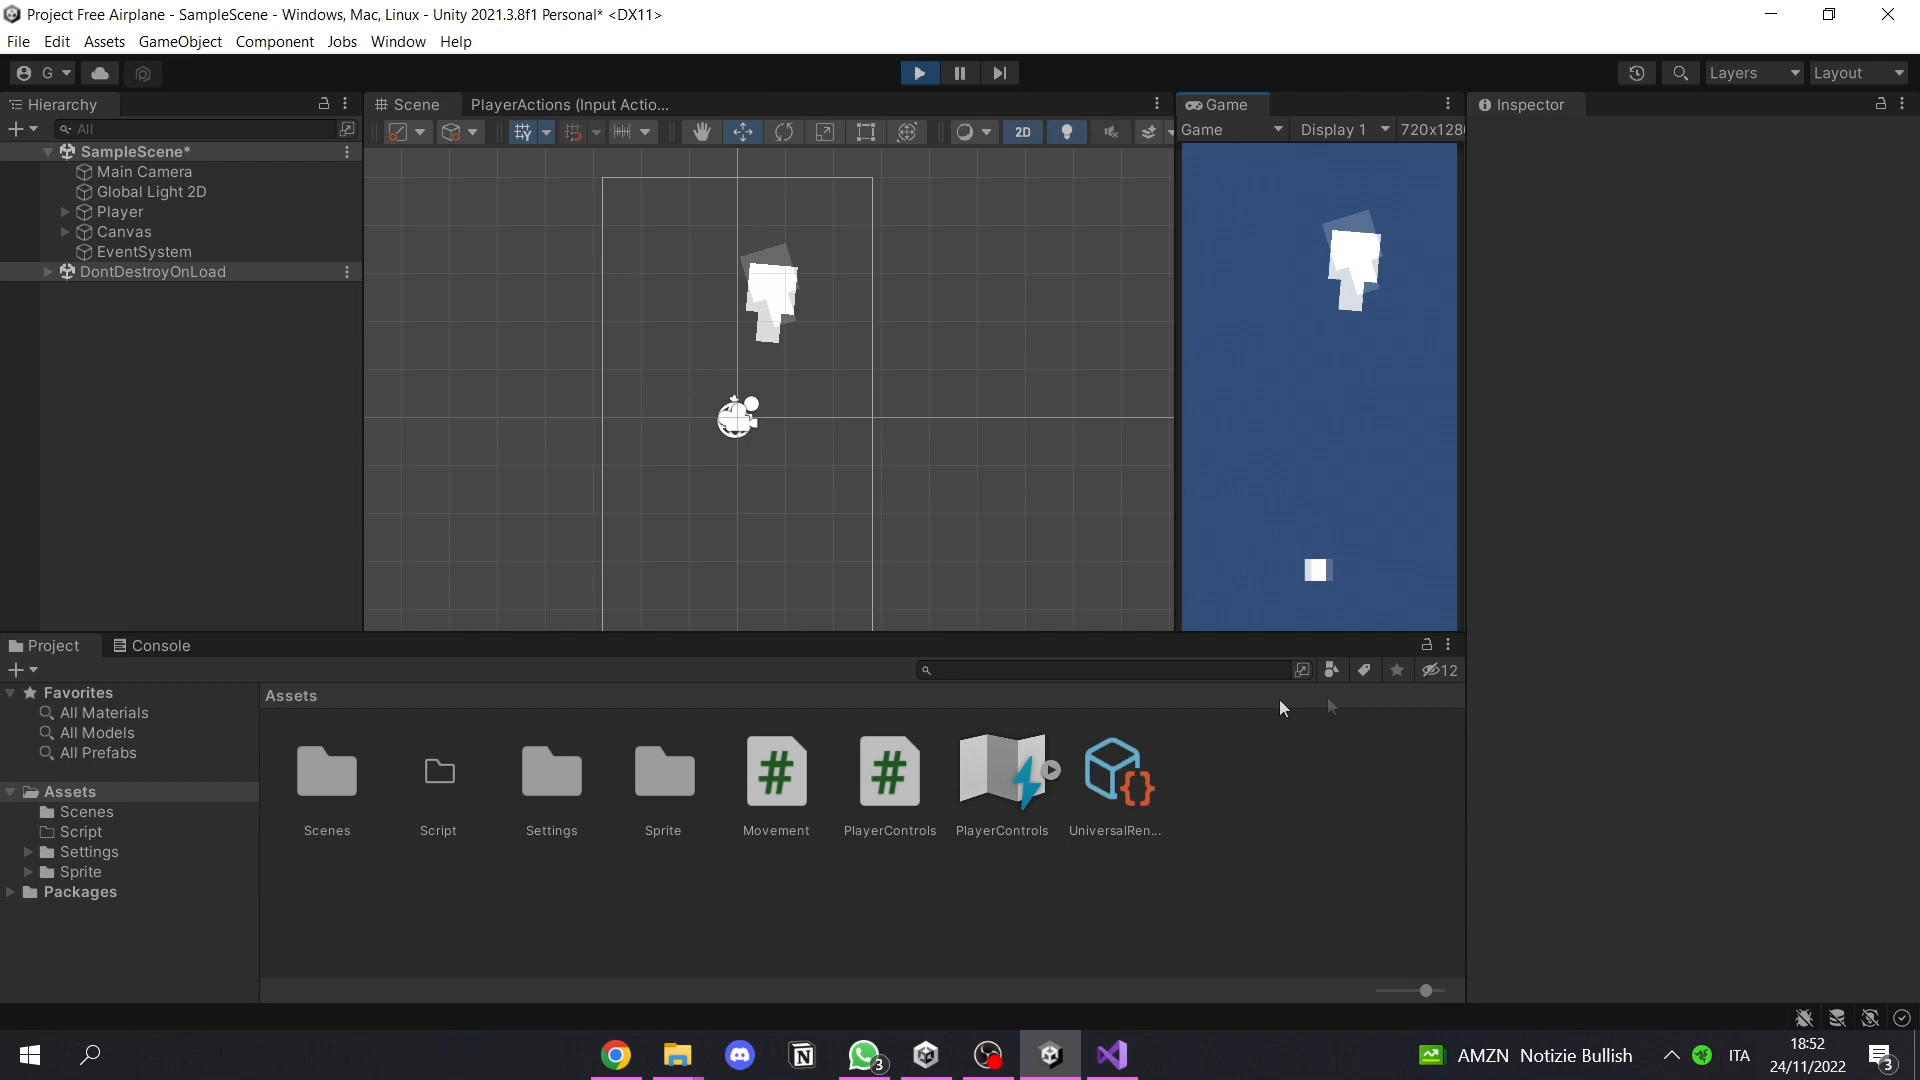 Project Free Airplane - SampleScene - Windows, Mac, Linux - Unity 2021.3.8f1 Personal* <DX11>
File Edit Assets GameObject Component Jobs Window Help
G Layers Layout
Hierarchy Scene PlayerActions (Input Actio... Game Inspector
All 2D Game Display 1 720x128
SampleScene*
Main Camera
Global Light 2D
Player
Canvas
EventSystem
DontDestroyOnLoad
Project Console
12
Favorites Assets
All Materials
All Models
All Prefabs
Assets
Scenes
Script
Settings
Sprite
Packages
Scenes Script Settings Sprite Movement PlayerControls PlayerControls UniversalRen...
3 AMZN Notizie Bullish ITA 18:52 24/11/2022 3